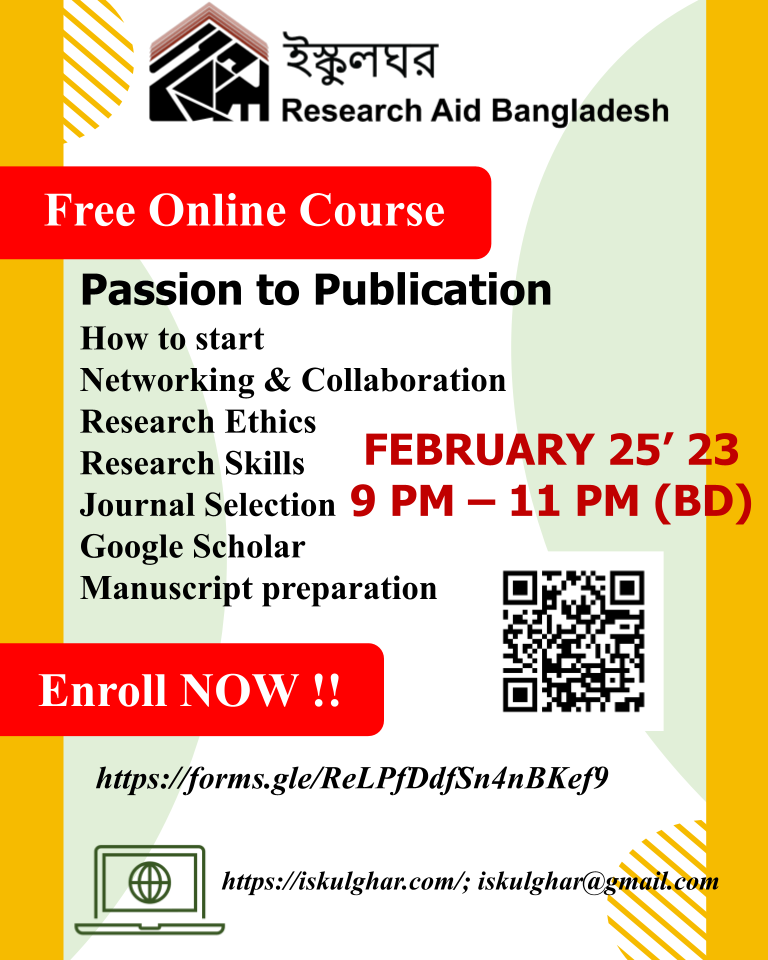 ইস্কুলঘর
Research Aid Bangladesh
Free Online Course
Passion to Publication
How to start
Networking & Collaboration
Research Ethics
Research Skills
Journal Selection
Google Scholar
Manuscript preparation
FEBRUARY 25’ 23
9 PM – 11 PM (BD)
Enroll NOW !!
https://forms.gle/ReLPfDdfSn4nBKef9
https://iskulghar.com/; iskulghar@gmail.com